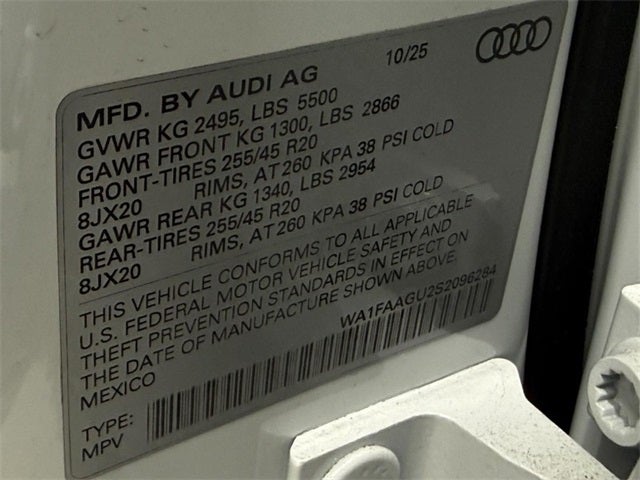 MFD. BY AUDI AG 10/25
GVWR KG 2495, LBS 5500
GAWR FRONT KG 1300, LBS 2866
FRONT-TIRES 255/45 R20
8JX20 RIMS, AT 260 KPA 38 PSI COLD
GAWR REAR KG 1340, LBS 2954
REAR-TIRES 255/45 R20
8JX20 RIMS, AT 260 KPA 38 PSI COLD
THIS VEHICLE CONFORMS TO ALL APPLICABLE
U.S. FEDERAL MOTOR VEHICLE SAFETY AND
THEFT PREVENTION STANDARDS IN EFFECT ON
THE DATE OF MANUFACTURE SHOWN ABOVE.
MEXICO WA1FAAGU2S2096284
TYPE:
MPV